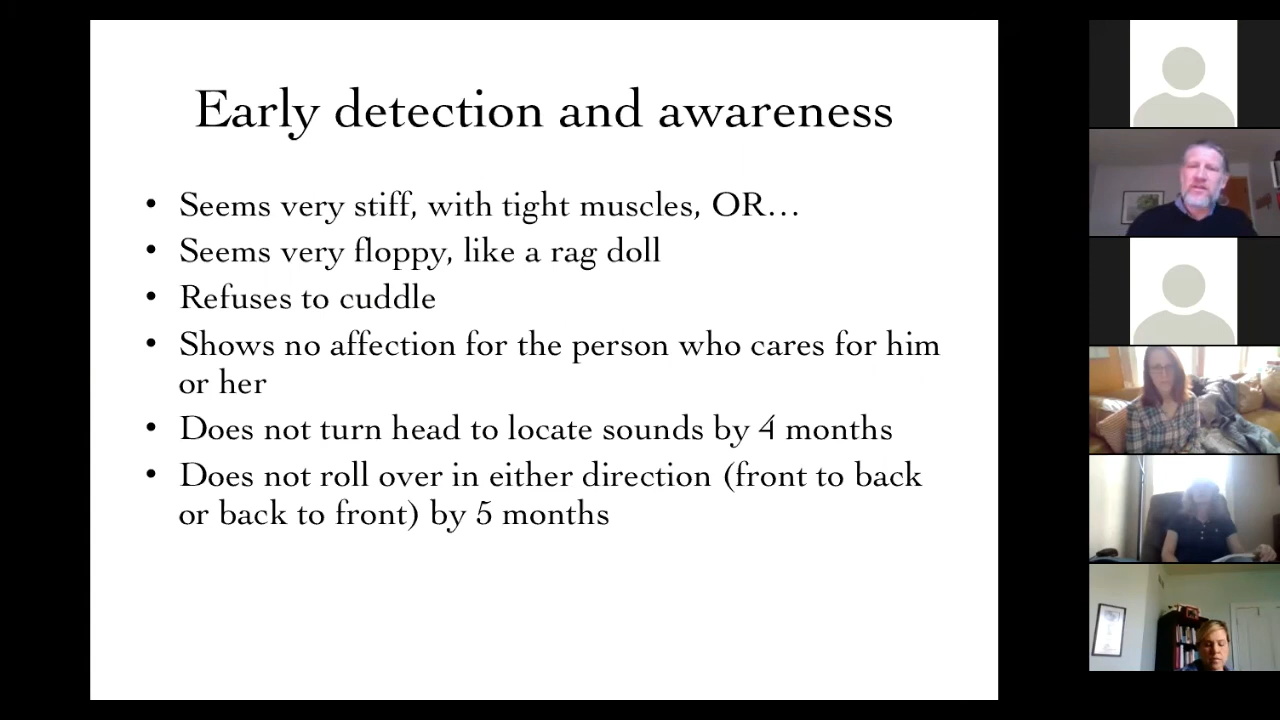 Early detection and awareness
• Seems very stiff, with tight muscles, OR…
• Seems very floppy, like a rag doll
• Refuses to cuddle
• Shows no affection for the person who cares for him
or her
• Does not turn head to locate sounds by 4 months
• Does not roll over in either direction (front to back
or back to front) by 5 months